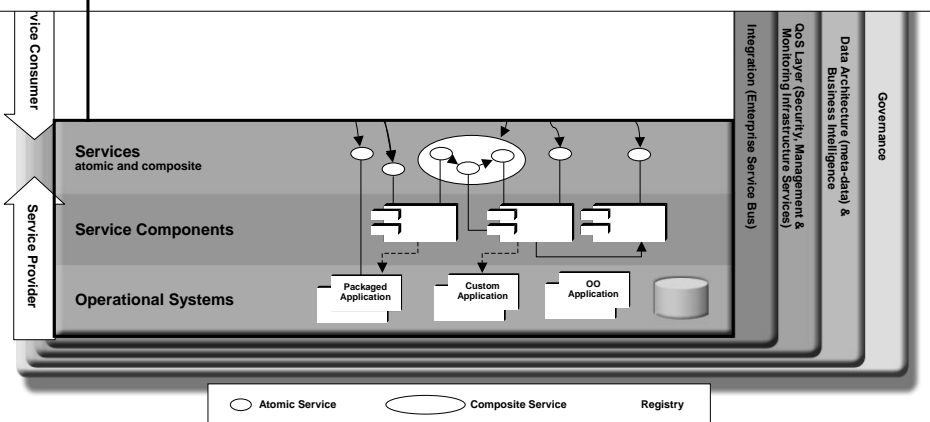 rvice Consumer
Service Provider
Services
atomic and composite
Service Components
Operational Systems
Packaged
Application
Custom
Application
OO
Application
Integration (Enterprise Service Bus)
QoS Layer (Security, Management &
Monitoring Infrastructure Services)
Data Architecture (meta-data) &
Business Intelligence
Governance
Atomic Service
Composite Service
Registry